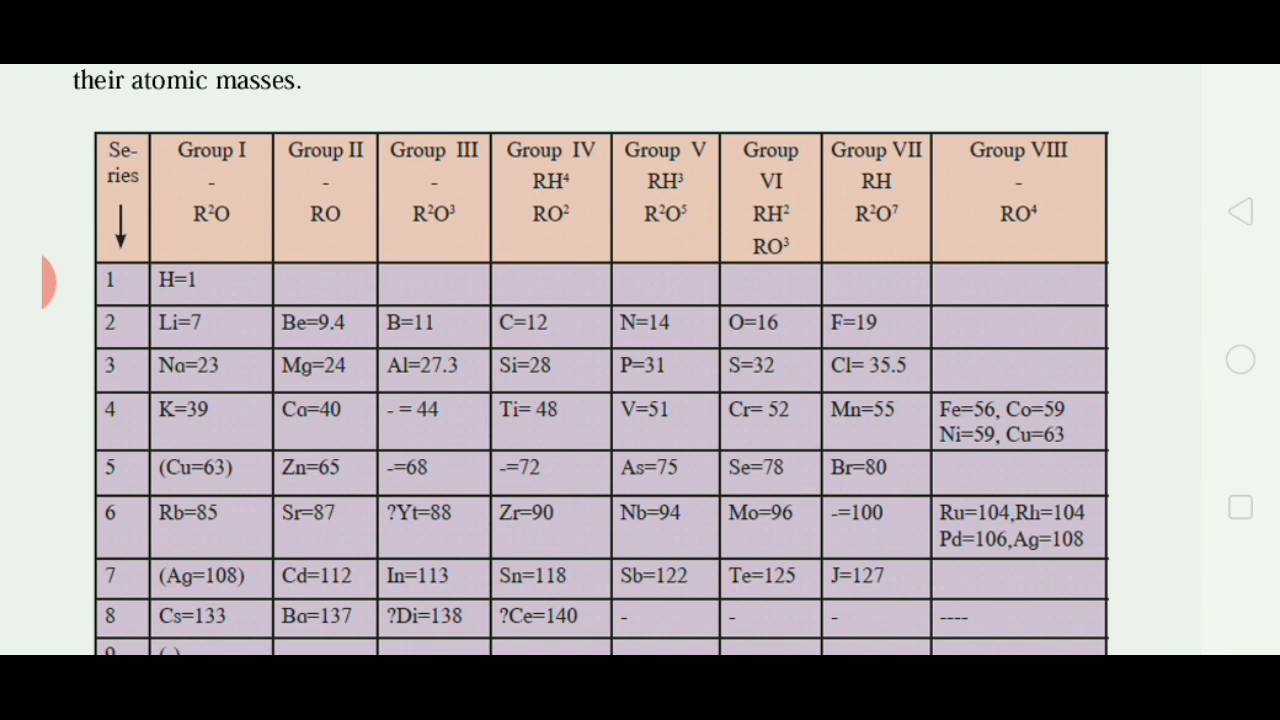 their atomic masses.
Se-ries ↓ | Group I - R²O | Group II - RO | Group III - R²O³ | Group IV RH⁴ RO² | Group V RH³ R²O⁵ | Group VI RH² RO³ | Group VII RH R²O⁷ | Group VIII - RO⁴
1 | H=1
2 | Li=7 | Be=9.4 | B=11 | C=12 | N=14 | O=16 | F=19
3 | Na=23 | Mg=24 | Al=27.3 | Si=28 | P=31 | S=32 | Cl= 35.5
4 | K=39 | Ca=40 | - = 44 | Ti= 48 | V=51 | Cr= 52 | Mn=55 | Fe=56, Co=59 Ni=59, Cu=63
5 | (Cu=63) | Zn=65 | -=68 | -=72 | As=75 | Se=78 | Br=80
6 | Rb=85 | Sr=87 | ?Yt=88 | Zr=90 | Nb=94 | Mo=96 | -=100 | Ru=104,Rh=104 Pd=106,Ag=108
7 | (Ag=108) | Cd=112 | In=113 | Sn=118 | Sb=122 | Te=125 | J=127
8 | Cs=133 | Ba=137 | ?Di=138 | ?Ce=140 | - | - | - | ----